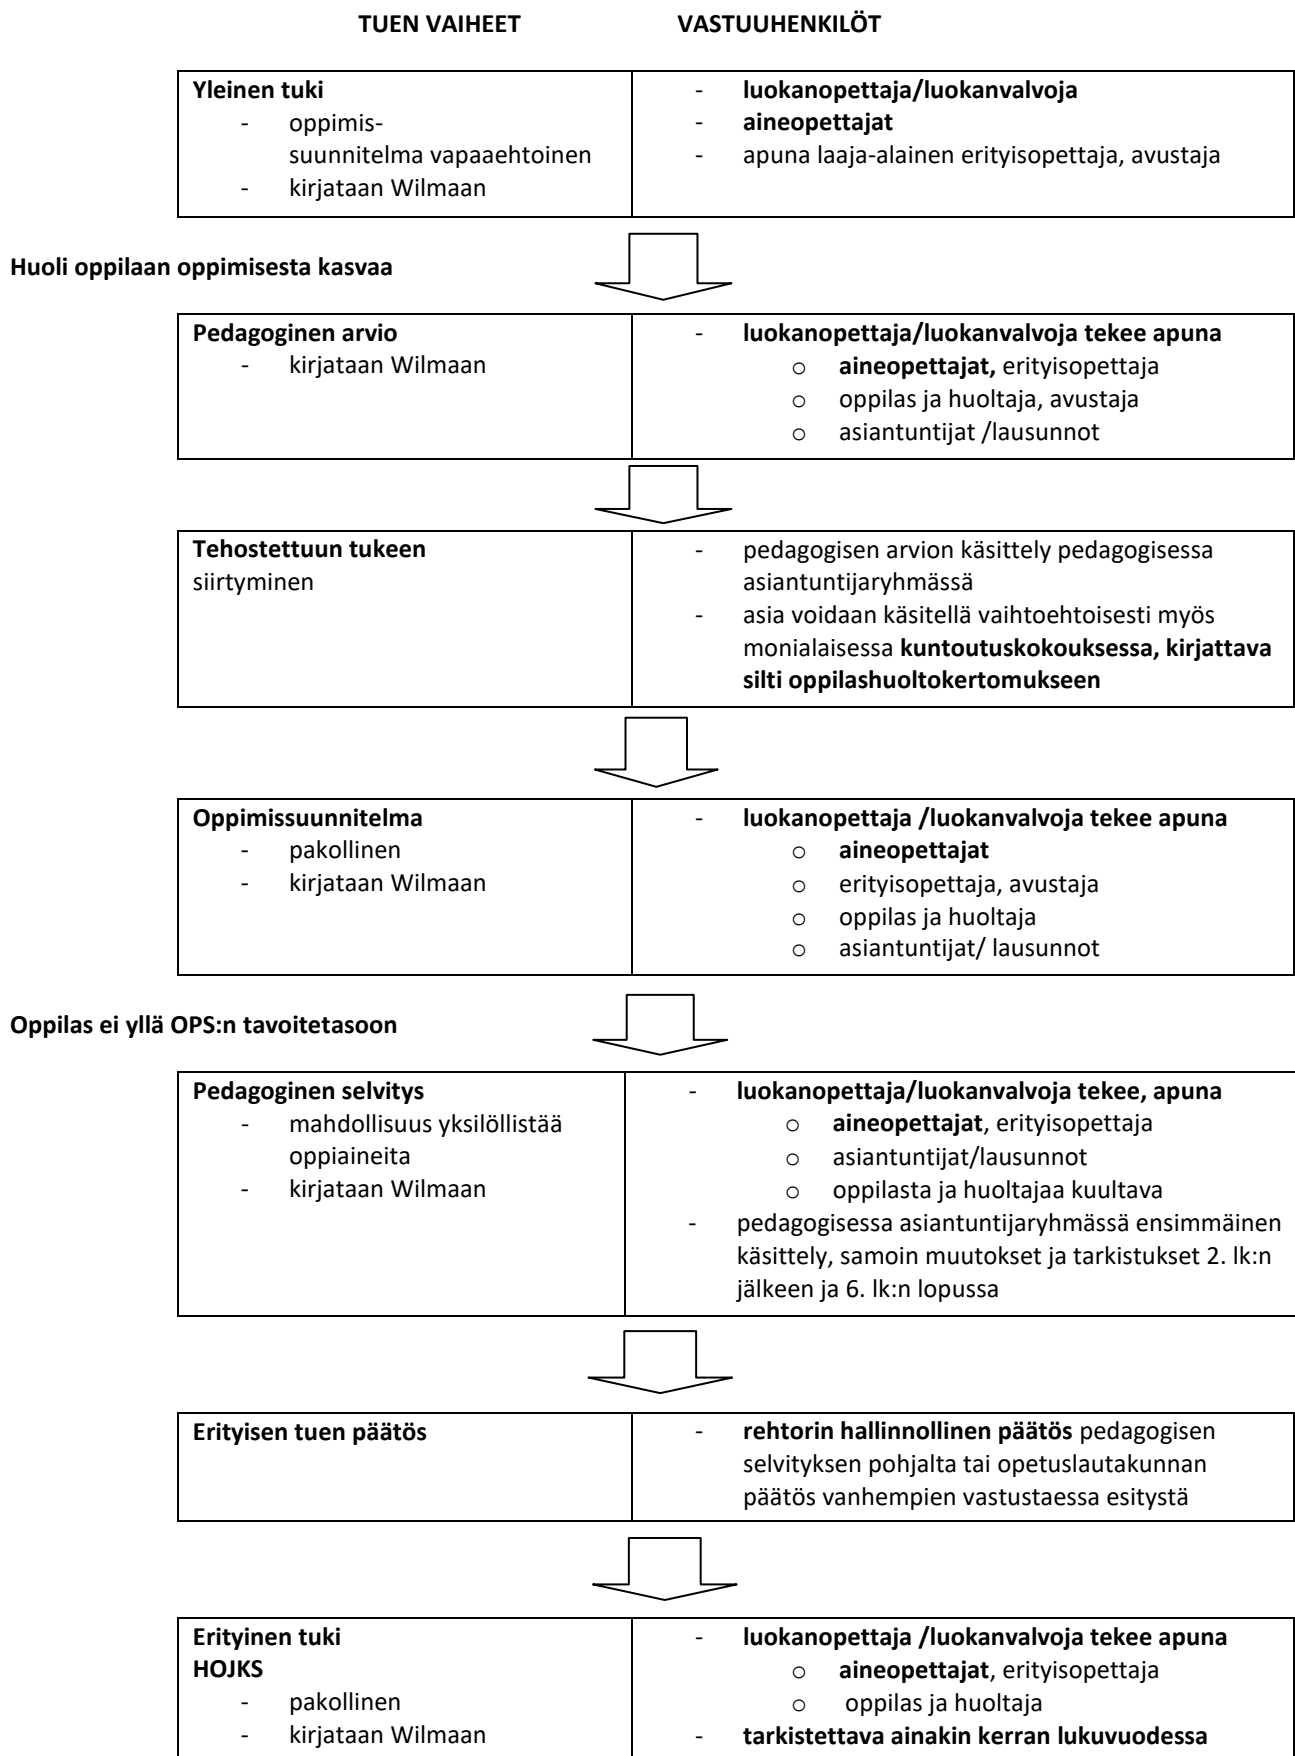 TUEN VAIHEET VASTUUHENKILÖT
Yleinen tuki
- oppimis-
suunnitelma vapaaehtoinen
- kirjataan Wilmaan
- luokanopettaja/luokanvalvoja
- aineopettajat
- apuna laaja-alainen erityisopettaja, avustaja
Huoli oppilaan oppimisesta kasvaa
Pedagoginen arvio
- kirjataan Wilmaan
- luokanopettaja/luokanvalvoja tekee apuna
o aineopettajat, erityisopettaja
o oppilas ja huoltaja, avustaja
o asiantuntijat /lausunnot
Tehostettuun tukeen
siirtyminen
- pedagogisen arvion käsittely pedagogisessa
asiantuntijaryhmässä
- asia voidaan käsitellä vaihtoehtoisesti myös
monialaisessa kuntoutuskokouksessa, kirjattava
silti oppilashuoltokertomukseen
Oppimissuunnitelma
- pakollinen
- kirjataan Wilmaan
- luokanopettaja /luokanvalvoja tekee apuna
o aineopettajat
o erityisopettaja, avustaja
o oppilas ja huoltaja
o asiantuntijat/ lausunnot
Oppilas ei yllä OPS:n tavoitetasoon
Pedagoginen selvitys
- mahdollisuus yksilöllistää
oppiaineita
- kirjataan Wilmaan
- luokanopettaja/luokanvalvoja tekee, apuna
o aineopettajat, erityisopettaja
o asiantuntijat/lausunnot
o oppilasta ja huoltajaa kuultava
- pedagogisessa asiantuntijaryhmässä ensimmäinen
käsittely, samoin muutokset ja tarkistukset 2. lk:n
jälkeen ja 6. lk:n lopussa
Erityisen tuen päätös
- rehtorin hallinnollinen päätös pedagogisen
selvityksen pohjalta tai opetuslautakunnan
päätös vanhempien vastustaessa esitystä
Erityinen tuki
HOJKS
- pakollinen
- kirjataan Wilmaan
- luokanopettaja /luokanvalvoja tekee apuna
o aineopettajat, erityisopettaja
o oppilas ja huoltaja
- tarkistettava ainakin kerran lukuvuodessa